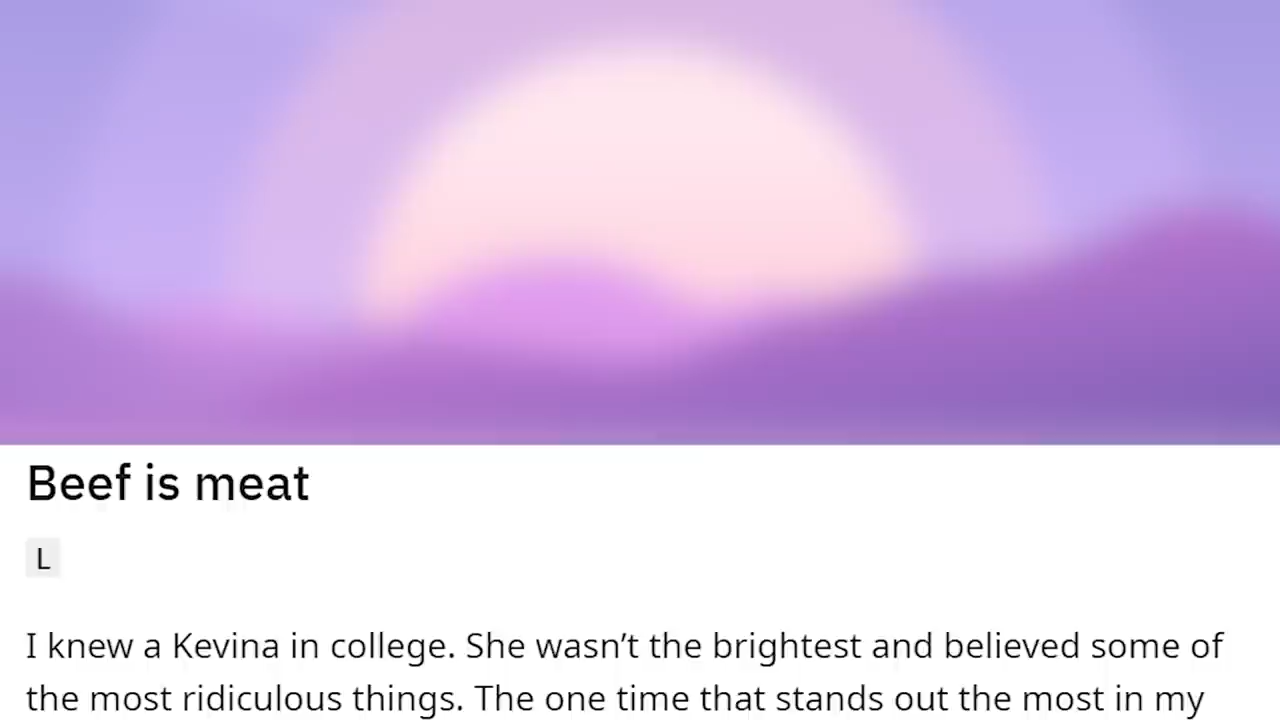 Beef is meat
L
I knew a Kevina in college. She wasn’t the brightest and believed some of
the most ridiculous things. The one time that stands out the most in my